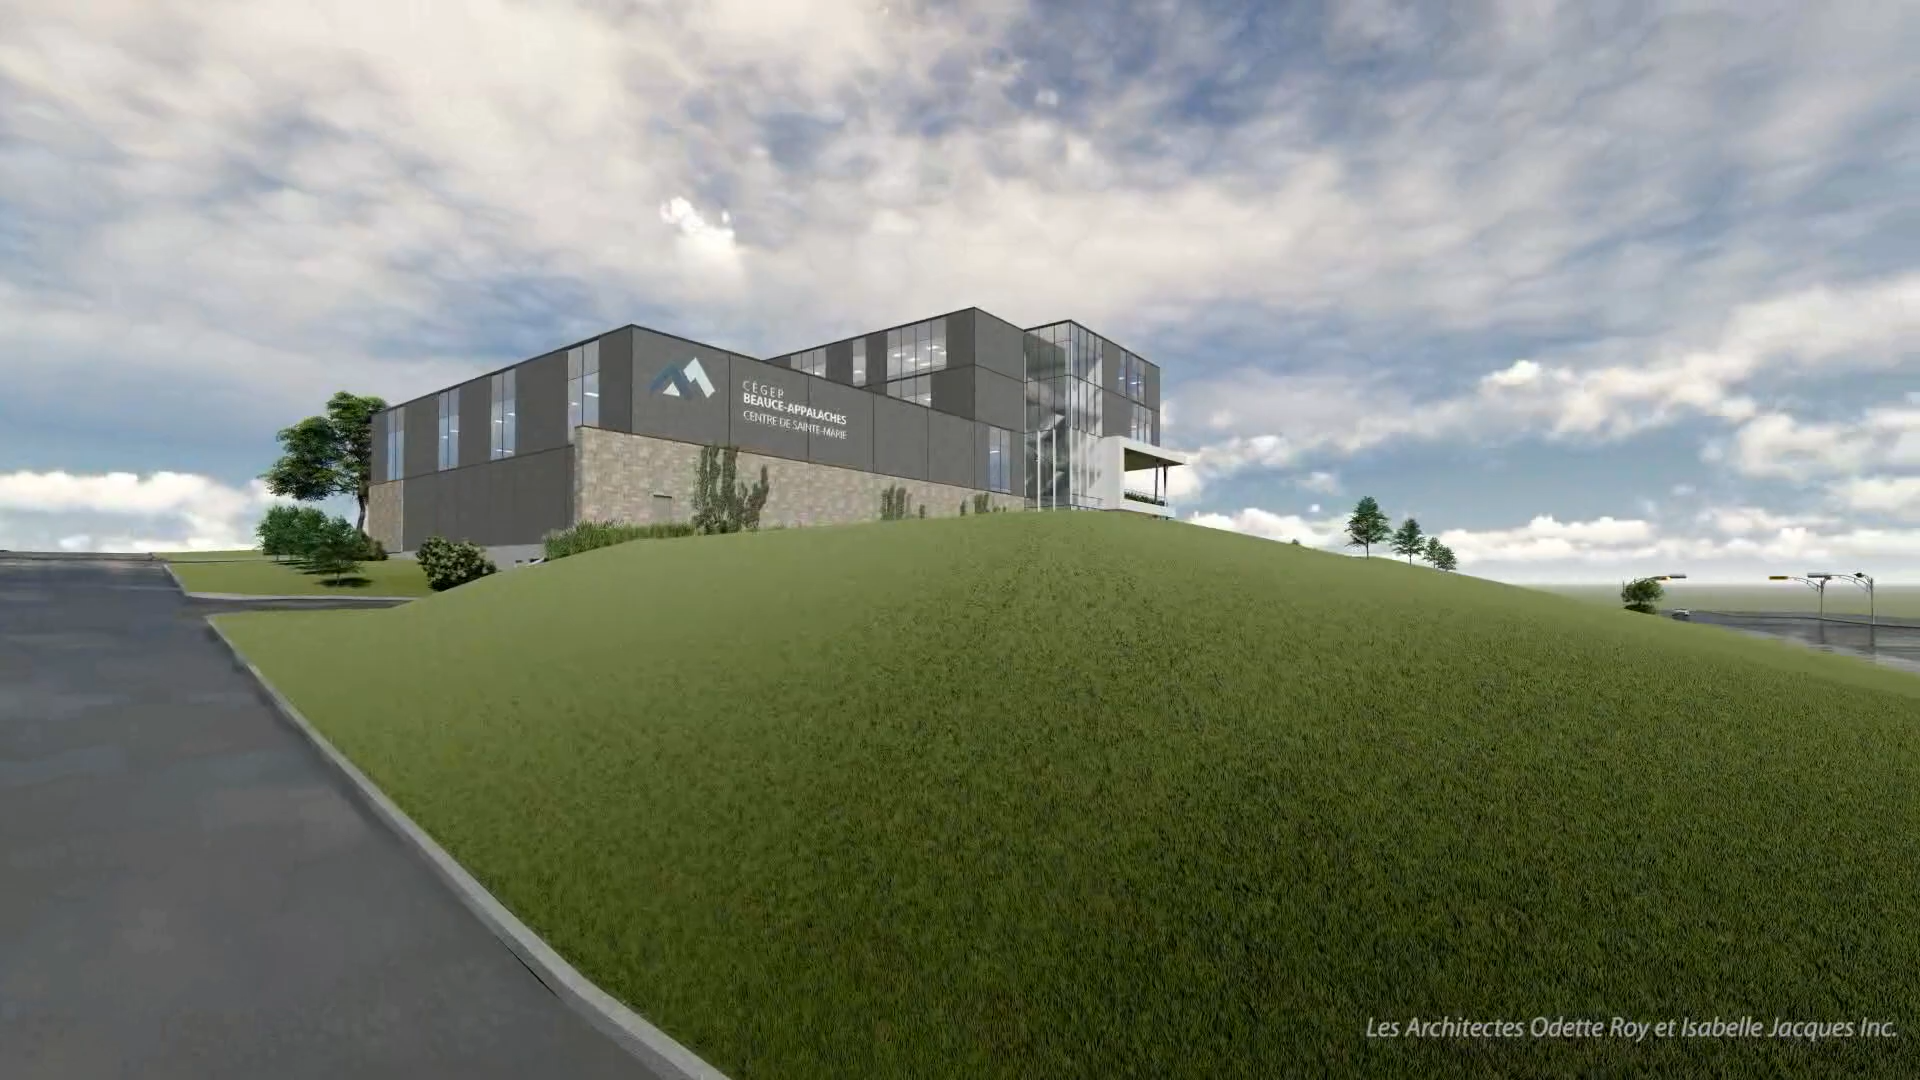 CÉGEP
BEAUCE-APPALACHES
CENTRE DE SAINTE-MARIE
Les Architectes Odette Roy et Isabelle Jacques Inc.